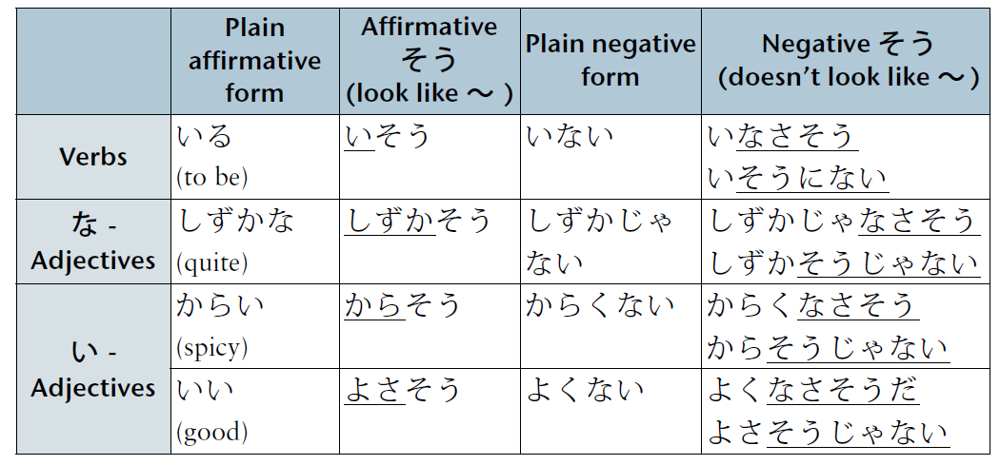 Plain affirmative form
Affirmative そう (look like ～ )
Plain negative form
Negative そう (doesn't look like ～ )
Verbs
いる
(to be)
いそう
いない
いなさそう
いそうにない
な - Adjectives
しずかな
(quite)
しずかそう
しずかじゃ
ない
しずかじゃなさそう
しずかそうじゃない
い - Adjectives
からい
(spicy)
からそう
からくない
からくなさそう
からそうじゃない
いい
(good)
よさそう
よくない
よくなさそうだ
よさそうじゃない